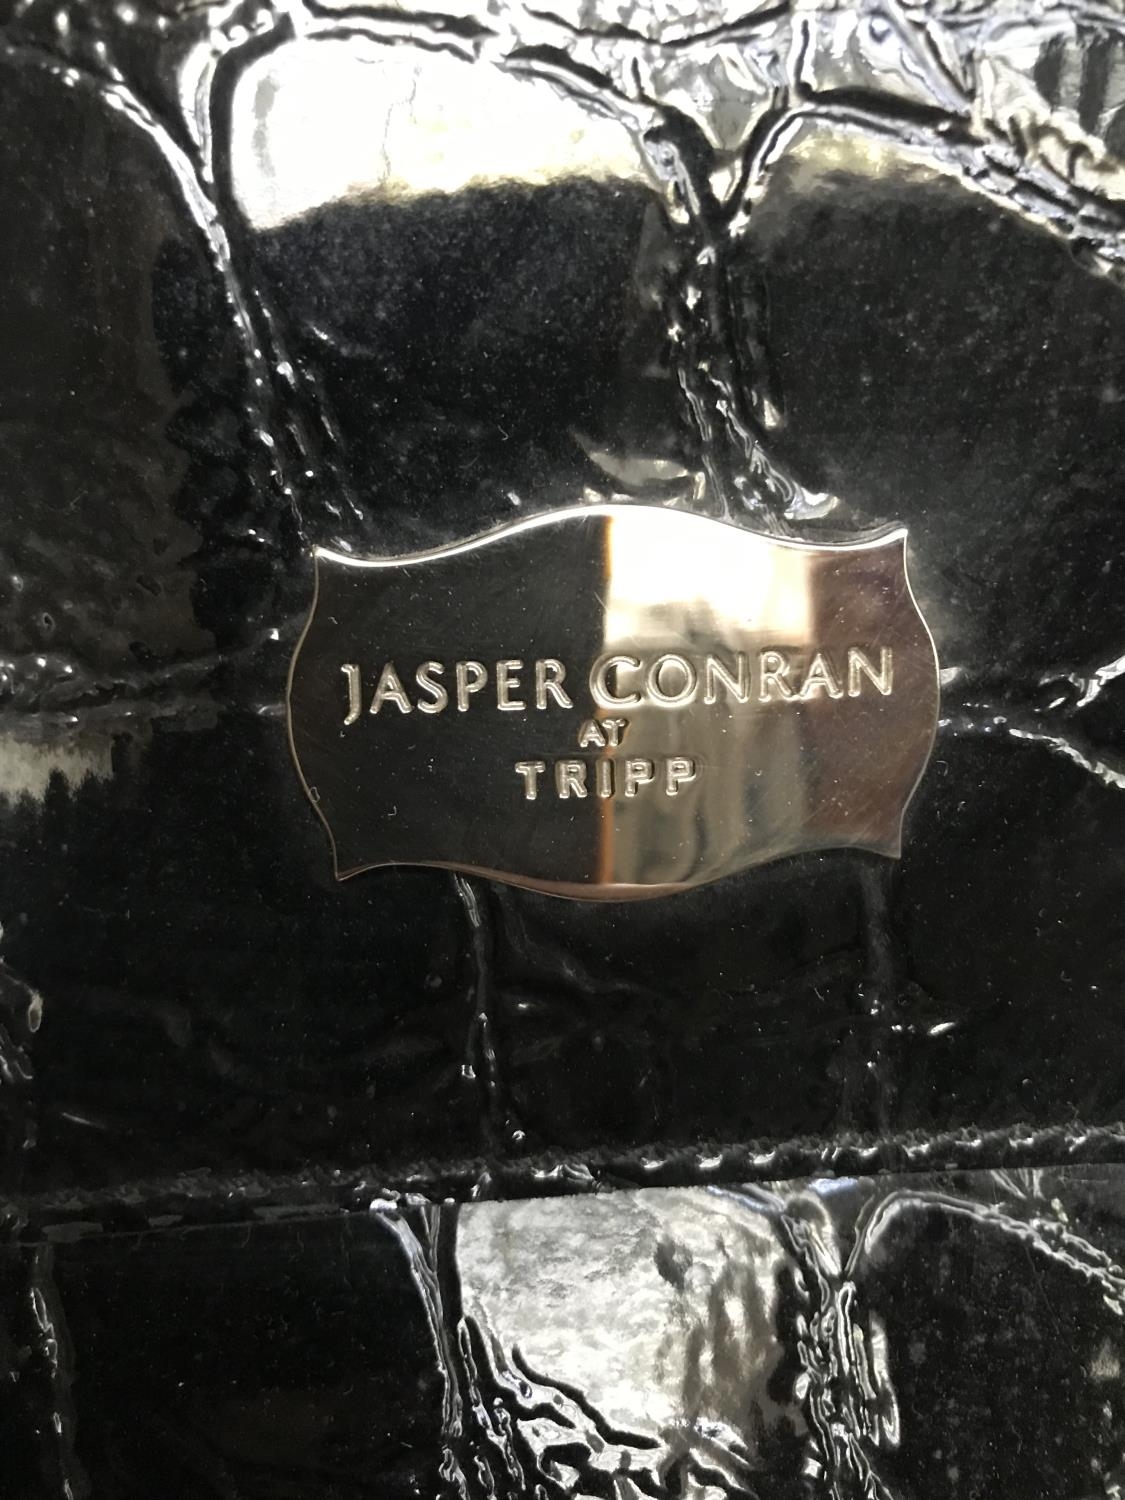 JASPER CONRAN
AT
TRIPP